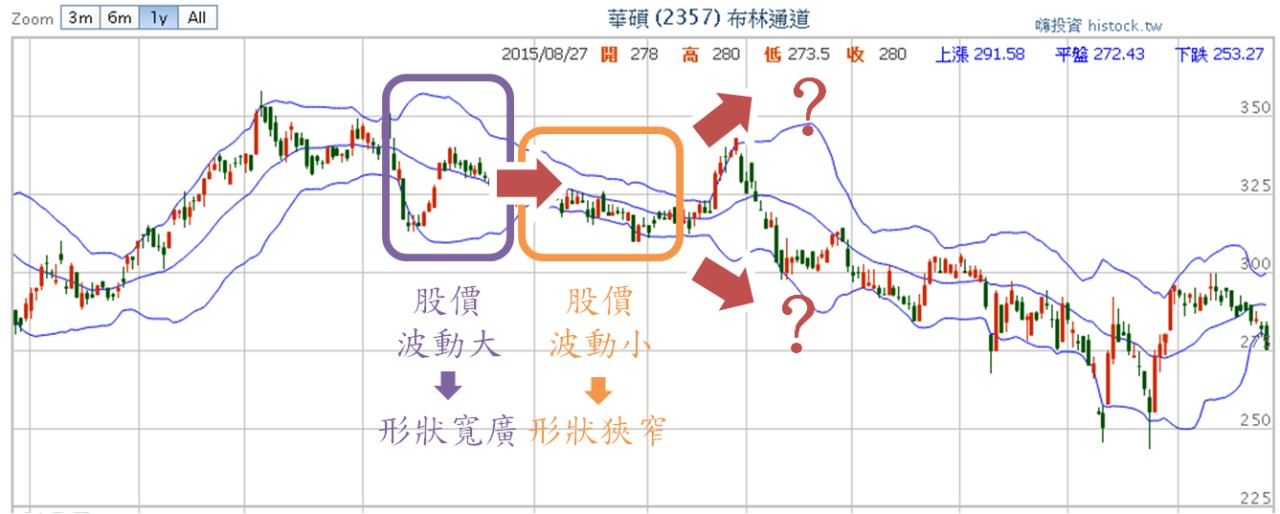 Zoom 3m 6m 1y All
華碩 (2357) 布林通道
嗨投資 histock.tw
2015/08/27 開 278 高 280 低 273.5 收 280 上漲 291.58 平盤 272.43 下跌 253.27
350
325
300
275
250
225
?
?
股價
波動大
形狀寬廣
股價
波動小
形狀狹窄